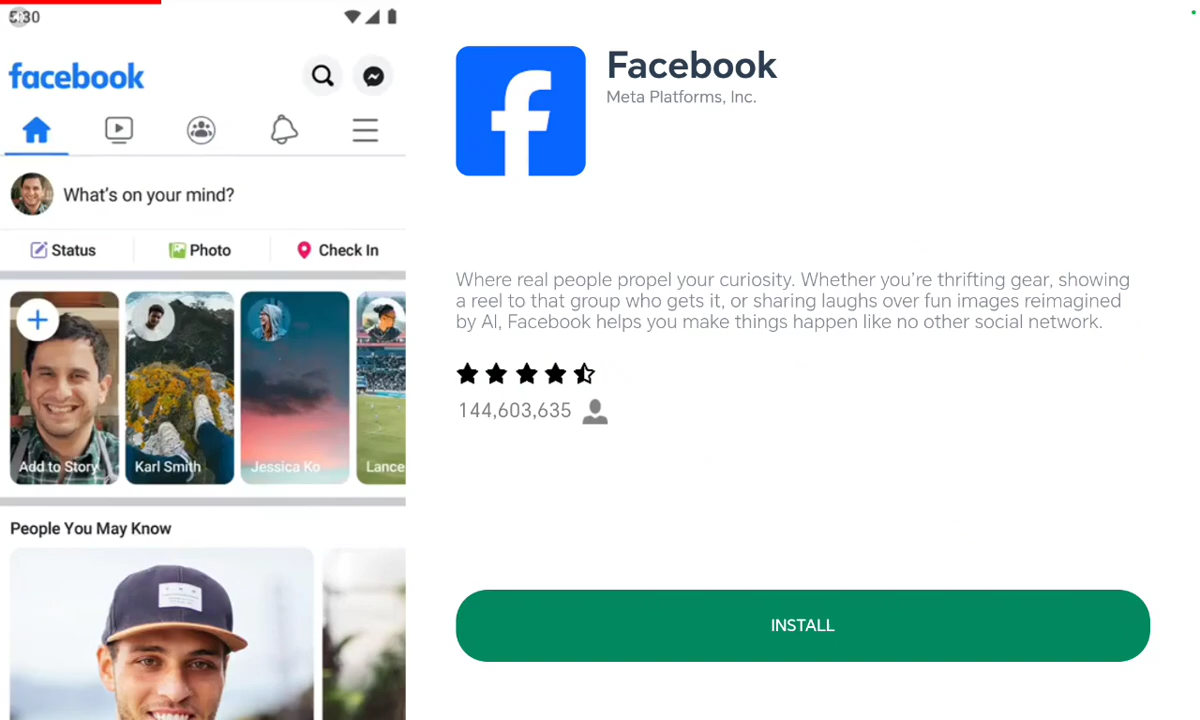 facebook
What's on your mind?
Status
Photo
Check In
Add to Story
Karl Smith
Jessica Ko
Lance
People You May Know
Facebook
Meta Platforms, Inc.
Where real people propel your curiosity. Whether you're thrifting gear, showing
a reel to that group who gets it, or sharing laughs over fun images reimagined
by AI, Facebook helps you make things happen like no other social network.
144,603,635
INSTALL